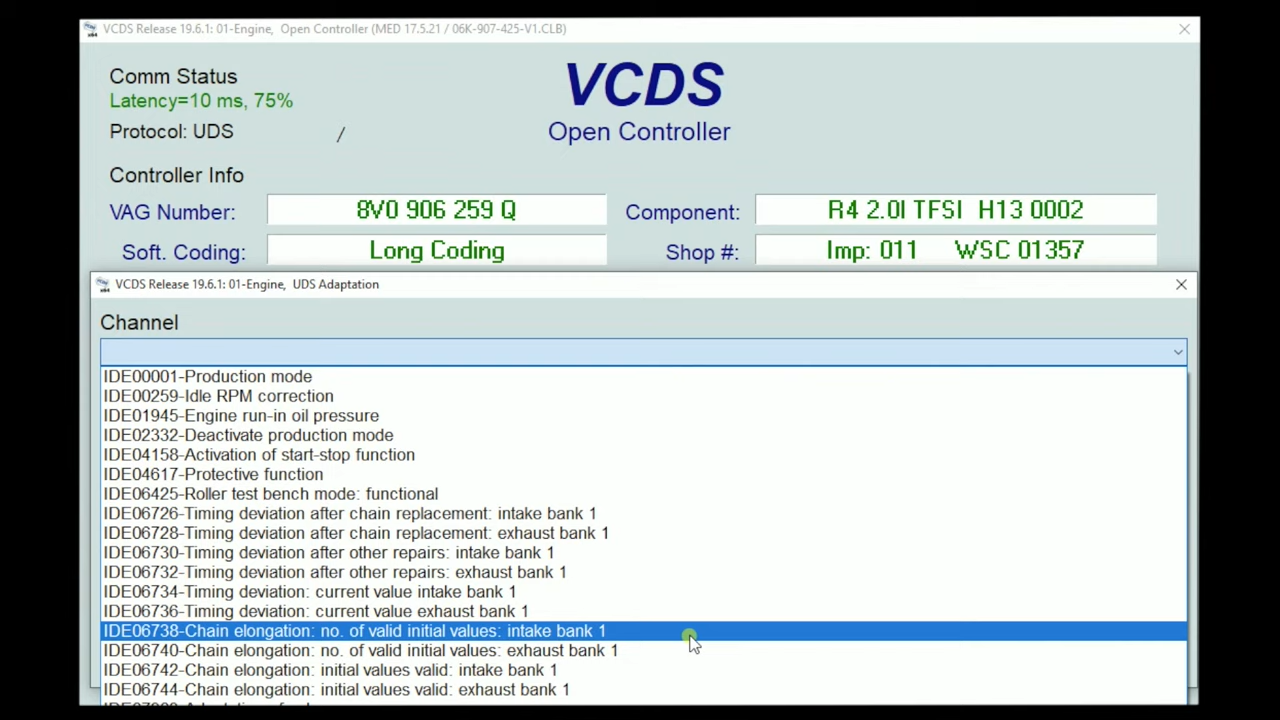 VCDS Release 19.6.1: 01-Engine, Open Controller (MED 17.5.21 / 06K-907-425-V1.CLB)
Comm Status
Latency=10 ms, 75%
Protocol: UDS /
VCDS
Open Controller
Controller Info
VAG Number: 8V0 906 259 Q Component: R4 2.0l TFSI H13 0002
Soft. Coding: Long Coding Shop #: Imp: 011 WSC 01357
VCDS Release 19.6.1: 01-Engine, UDS Adaptation
Channel
IDE00001-Production mode
IDE00259-Idle RPM correction
IDE01945-Engine run-in oil pressure
IDE02332-Deactivate production mode
IDE04158-Activation of start-stop function
IDE04617-Protective function
IDE06425-Roller test bench mode: functional
IDE06726-Timing deviation after chain replacement: intake bank 1
IDE06728-Timing deviation after chain replacement: exhaust bank 1
IDE06730-Timing deviation after other repairs: intake bank 1
IDE06732-Timing deviation after other repairs: exhaust bank 1
IDE06734-Timing deviation: current value intake bank 1
IDE06736-Timing deviation: current value exhaust bank 1
IDE06738-Chain elongation: no. of valid initial values: intake bank 1
IDE06740-Chain elongation: no. of valid initial values: exhaust bank 1
IDE06742-Chain elongation: initial values valid: intake bank 1
IDE06744-Chain elongation: initial values valid: exhaust bank 1